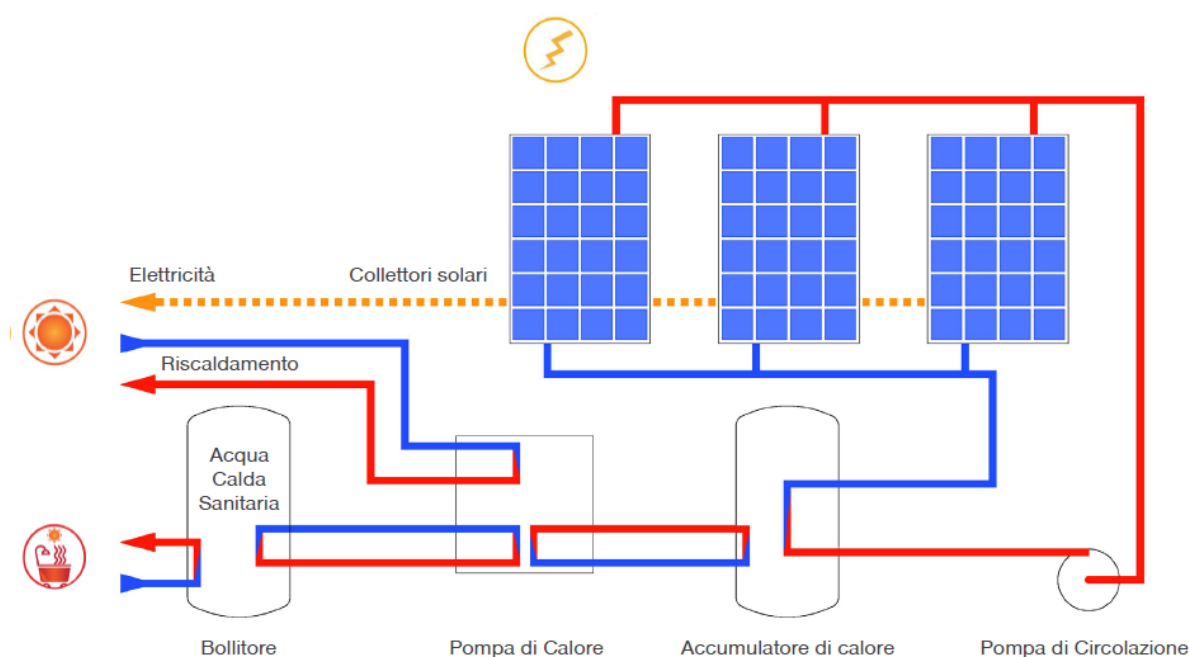 Elettricità
Collettori solari
Riscaldamento
Acqua
Calda
Sanitaria
Bollitore
Pompa di Calore
Accumulatore di calore
Pompa di Circolazione